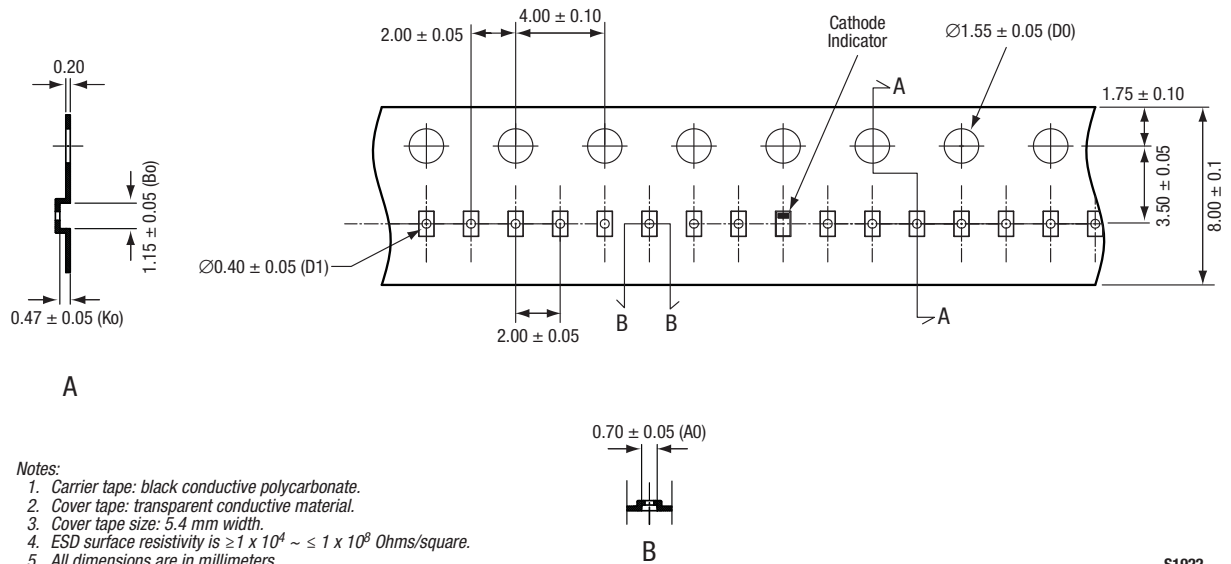 4.00 ± 0.10
2.00 ± 0.05
Cathode
Indicator
∅1.55 ± 0.05 (D0)
0.20
A
1.75 ± 0.10
1.15 ± 0.05 (Bo)
3.50 ± 0.05
8.00 ± 0.1
∅0.40 ± 0.05 (D1)
0.47 ± 0.05 (Ko)
B B
A
2.00 ± 0.05
A
0.70 ± 0.05 (A0)
B
Notes:
1. Carrier tape: black conductive polycarbonate.
2. Cover tape: transparent conductive material.
3. Cover tape size: 5.4 mm width.
4. ESD surface resistivity is ≥1 x 10⁴ ~ ≤ 1 x 10⁸ Ohms/square.
5. All dimensions are in millimeters.
S1922